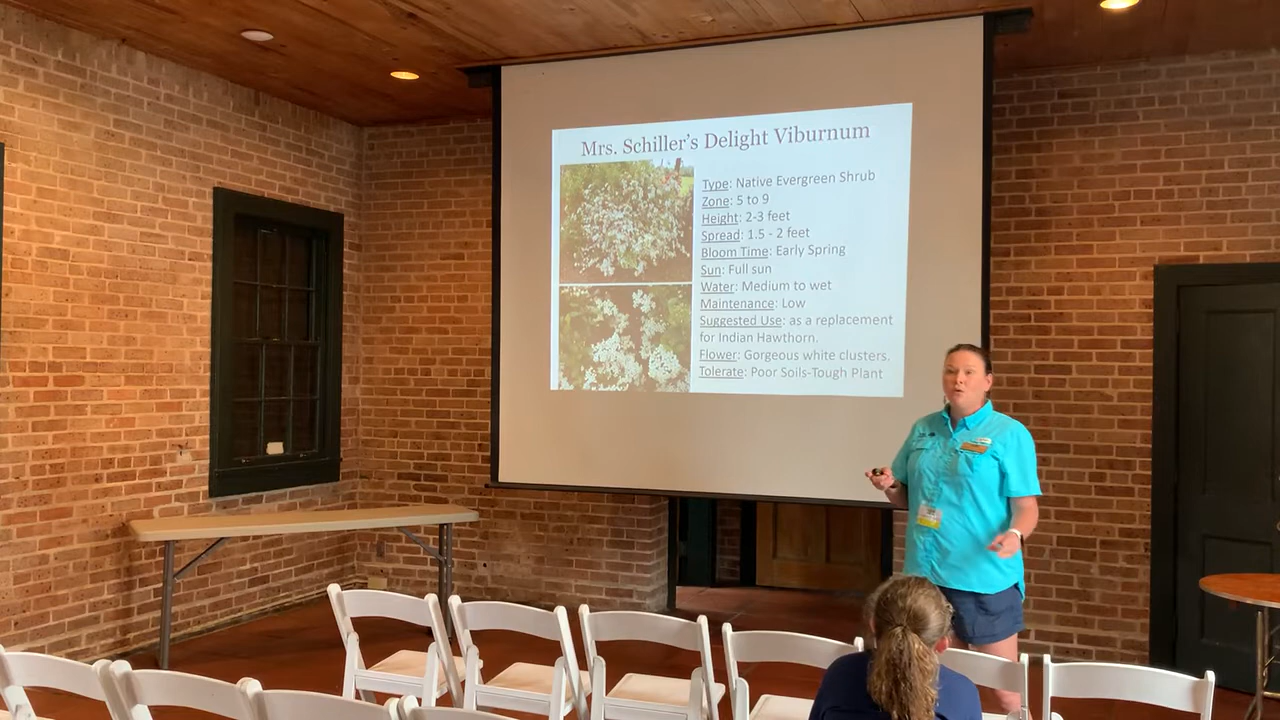 Mrs. Schiller's Delight Viburnum
Type: Native Evergreen Shrub
Zone: 5 to 9
Height: 2-3 feet
Spread: 1.5 - 2 feet
Bloom Time: Early Spring
Sun: Full sun
Water: Medium to wet
Maintenance: Low
Suggested Use: as a replacement
for Indian Hawthorn.
Flower: Gorgeous white clusters.
Tolerate: Poor Soils-Tough Plant